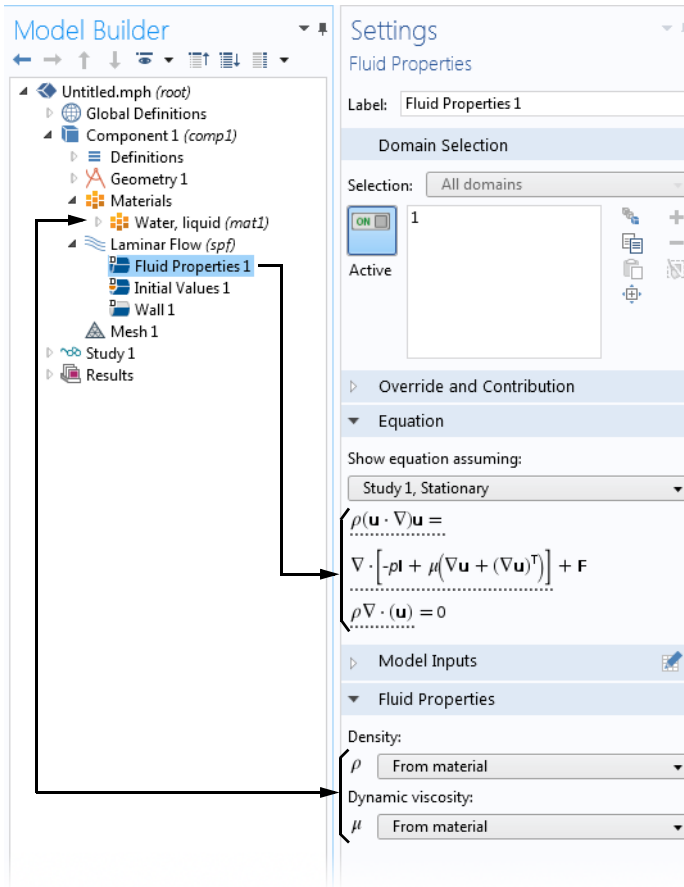 Model Builder
Untitled.mph (root)
Global Definitions
Component 1 (comp1)
Definitions
Geometry 1
Materials
Water, liquid (mat1)
Laminar Flow (spf)
Fluid Properties 1
Initial Values 1
Wall 1
Mesh 1
Study 1
Results
Settings
Fluid Properties
Label: Fluid Properties 1
Domain Selection
Selection: All domains
ON
1
Active
Override and Contribution
Equation
Show equation assuming:
Study 1, Stationary
ρ(u · ∇)u =
∇ · [-pI + μ(∇u + (∇u)ᵀ)] + F
ρ∇ · (u) = 0
Model Inputs
Fluid Properties
Density:
ρ From material
Dynamic viscosity:
μ From material